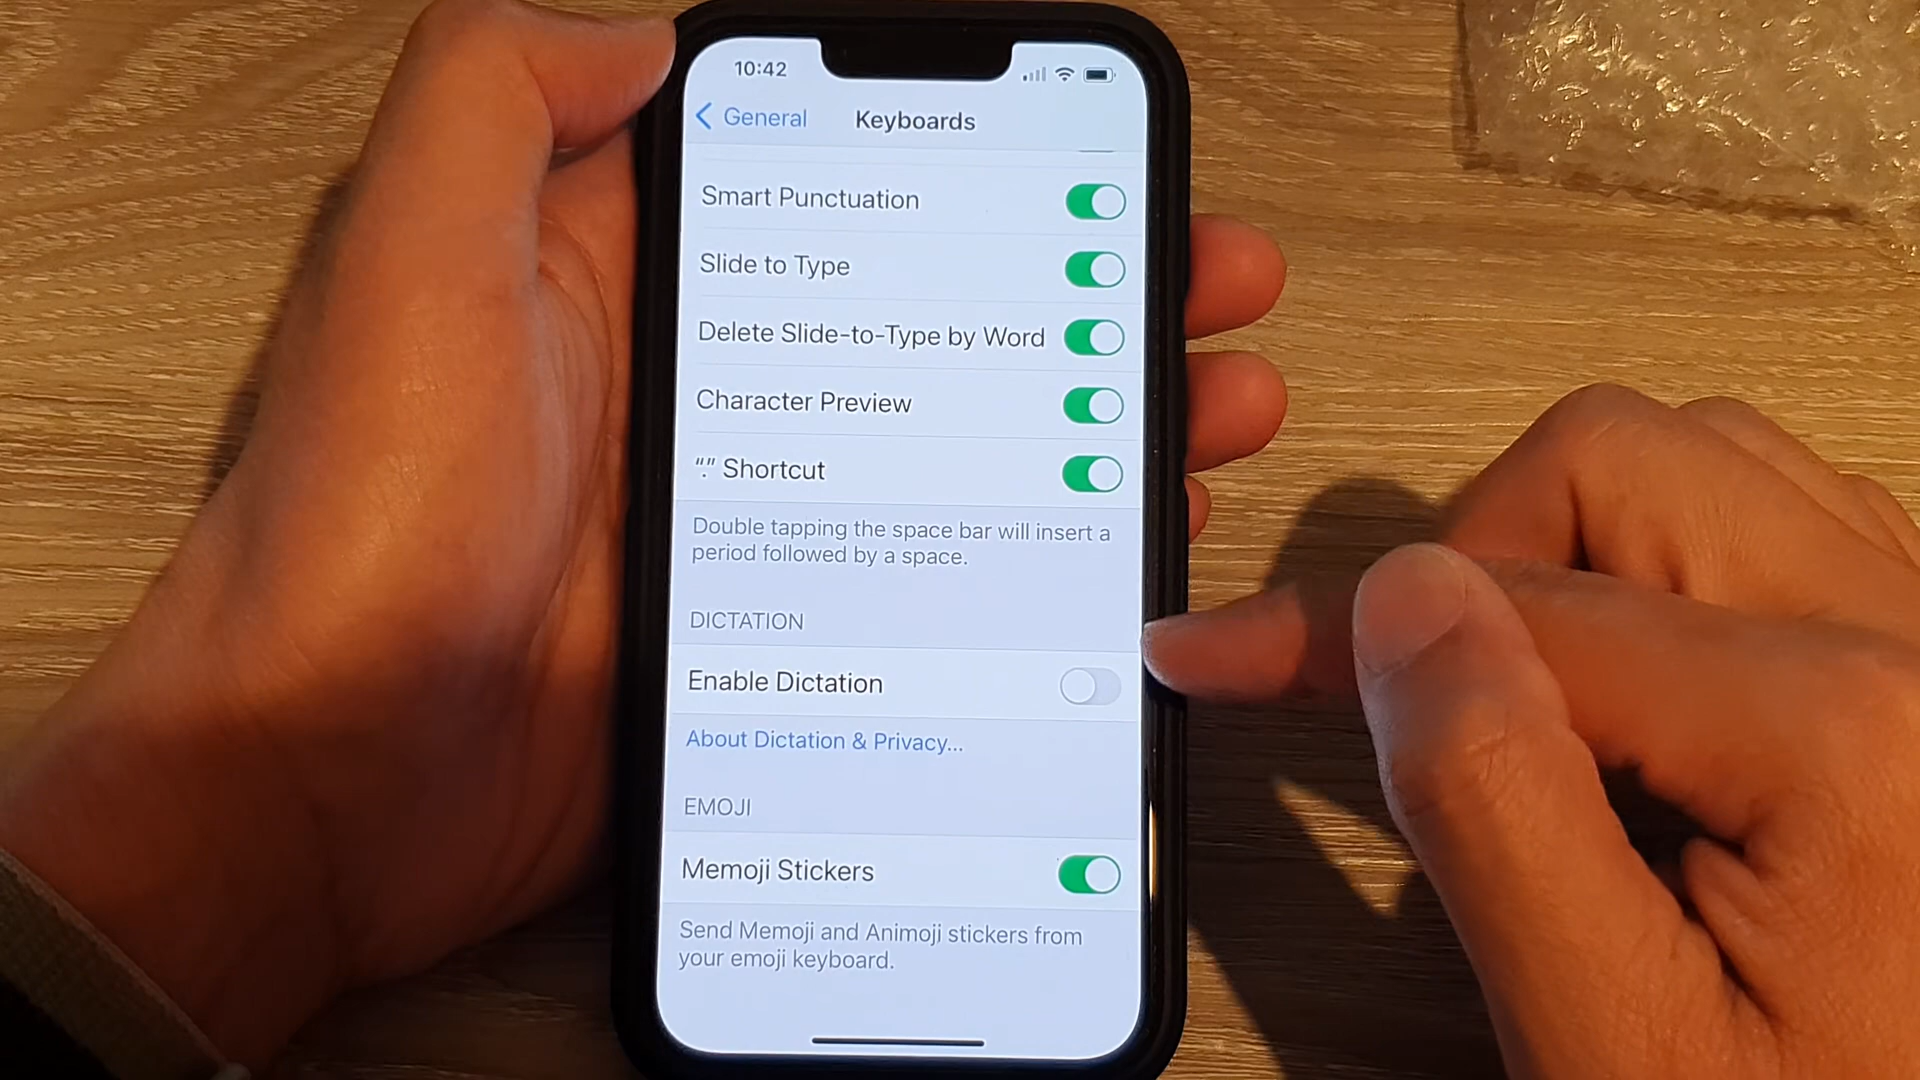 10:42
General
Keyboards
Smart Punctuation
Slide to Type
Delete Slide-to-Type by Word
Character Preview
"." Shortcut
Double tapping the space bar will insert a
period followed by a space.
DICTATION
Enable Dictation
About Dictation & Privacy...
EMOJI
Memoji Stickers
Send Memoji and Animoji stickers from
your emoji keyboard.